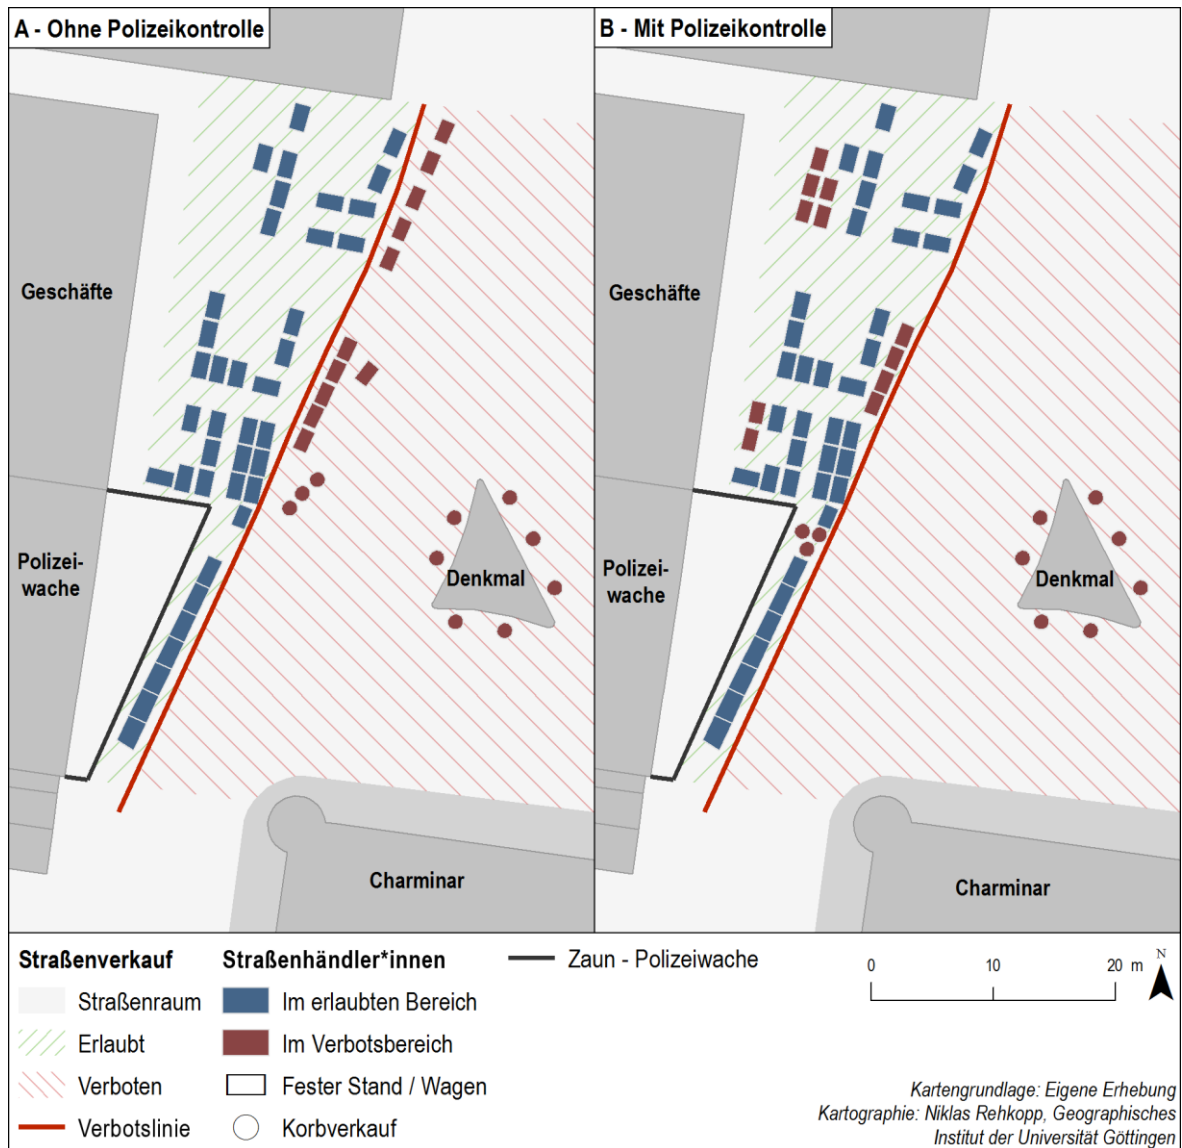 A - Ohne Polizeikontrolle
Geschäfte
Polizei-
wache
Denkmal
Charminar
B - Mit Polizeikontrolle
Geschäfte
Polizei-
wache
Denkmal
Charminar
Straßenverkauf
Straßenraum
Erlaubt
Verboten
Verbotslinie
Straßenhändler*innen
Im erlaubten Bereich
Im Verbotsbereich
Fester Stand / Wagen
Korbverkauf
Zaun - Polizeiwache
0 10 20 m
N
Kartengrundlage: Eigene Erhebung
Kartographie: Niklas Rehkopp, Geographisches
Institut der Universität Göttingen